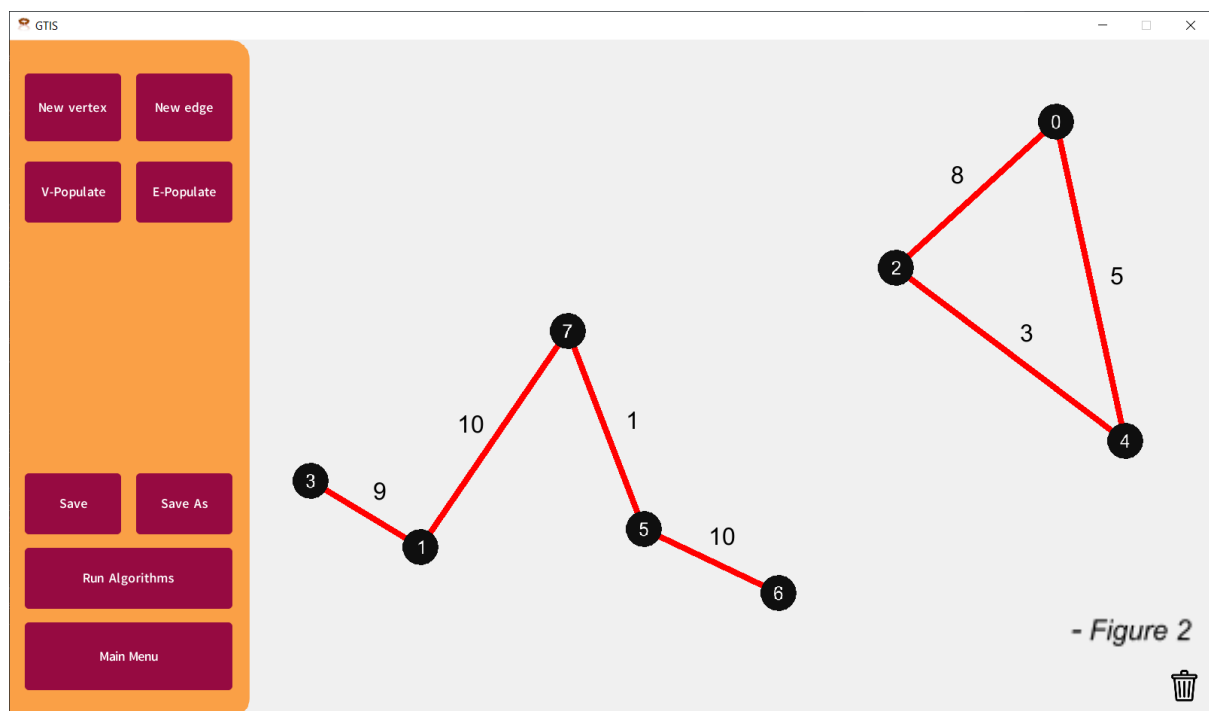 GTIS
New vertex New edge
V-Populate E-Populate
Save Save As
Run Algorithms
Main Menu
0
8
2
5
3
7
10
1
4
3
9
1
5
10
6
- Figure 2